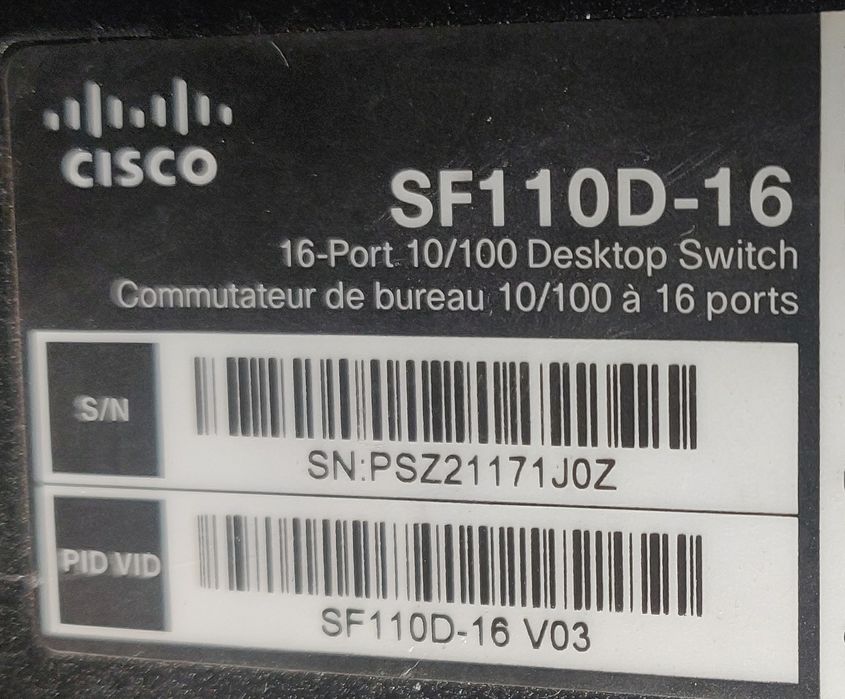 CISCO
SF110D-16
16-Port 10/100 Desktop Switch
Commutateur de bureau 10/100 à 16 ports
S/N
SN:PSZ21171J0Z
PID VID
SF110D-16 V03